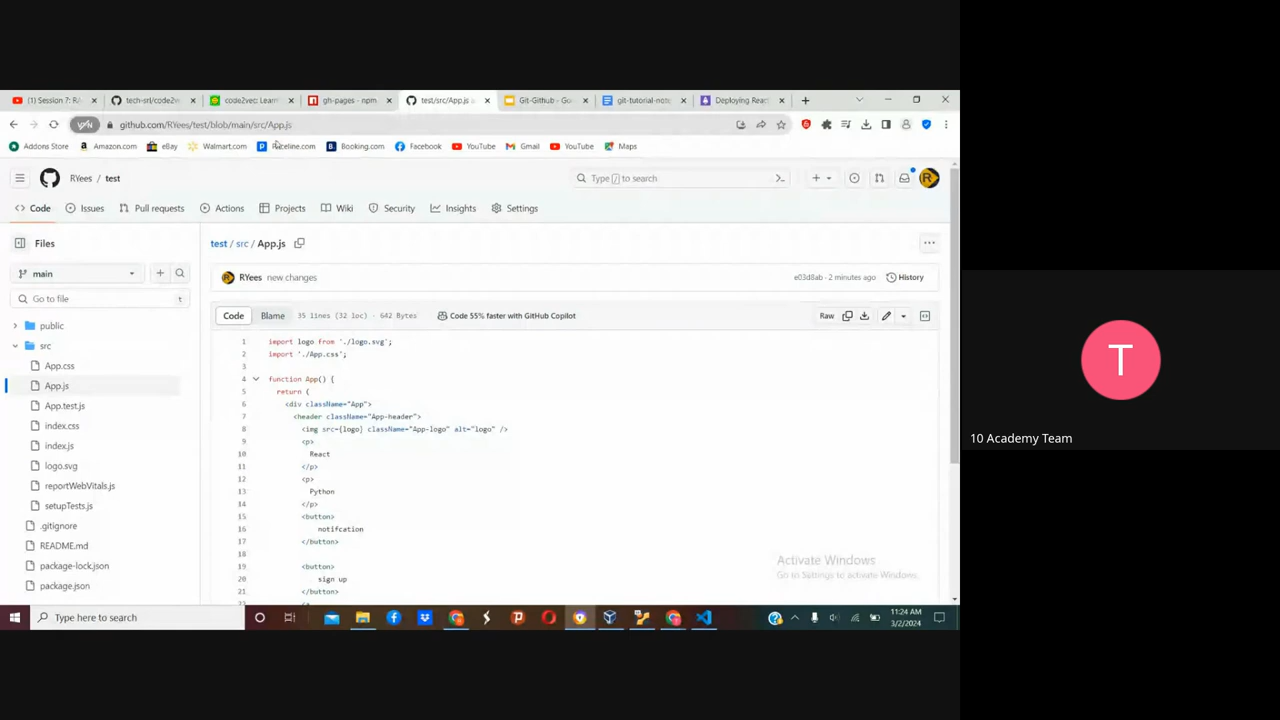 (1) Session 7: RA
tech-srl/code2v
code2vec: Learn
gh-pages - npm
test/src/App.js a
Git-Github - Go
git-tutorial-note
Deploying Reac
github.com/RYees/test/blob/main/src/App.js
Addons Store
Amazon.com
eBay
Walmart.com
Priceline.com
Booking.com
Facebook
YouTube
Gmail
YouTube
Maps
RYees / test
Type / to search
Code
Issues
Pull requests
Actions
Projects
Wiki
Security
Insights
Settings
Files
test / src / App.js
main
RYees new changes
e03d8ab · 2 minutes ago
History
Go to file
t
Code
Blame
35 lines (32 loc) · 642 Bytes
Code 55% faster with GitHub Copilot
Raw
public
src
App.css
App.js
App.test.js
index.css
index.js
logo.svg
reportWebVitals.js
setupTests.js
.gitignore
README.md
package-lock.json
package.json
1 import logo from './logo.svg';
2 import './App.css';
3
4 function App() {
5 return (
6 <div className="App">
7 <header className="App-header">
8 <img src={logo} className="App-logo" alt="logo" />
9 <p>
10 React
11 </p>
12 <p>
13 Python
14 </p>
15 <button>
16 notifcation
17 </button>
18
19 <button>
20 sign up
21 </button>
Activate Windows
Go to Settings to activate Windows.
Type here to search
11:24 AM
3/2/2024
T
10 Academy Team